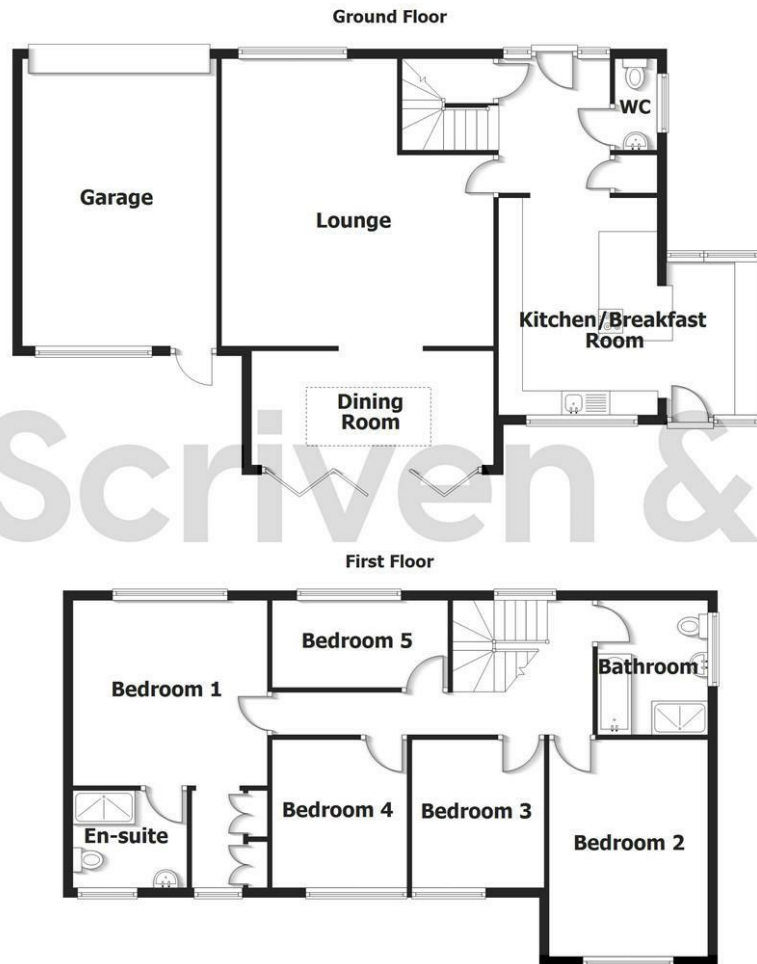 Ground Floor
WC
Garage
Lounge
Kitchen/Breakfast
Room
Dining
Room
Scriven &
First Floor
Bedroom 5
Bathroom
Bedroom 1
Bedroom 4
Bedroom 3
En-suite
Bedroom 2